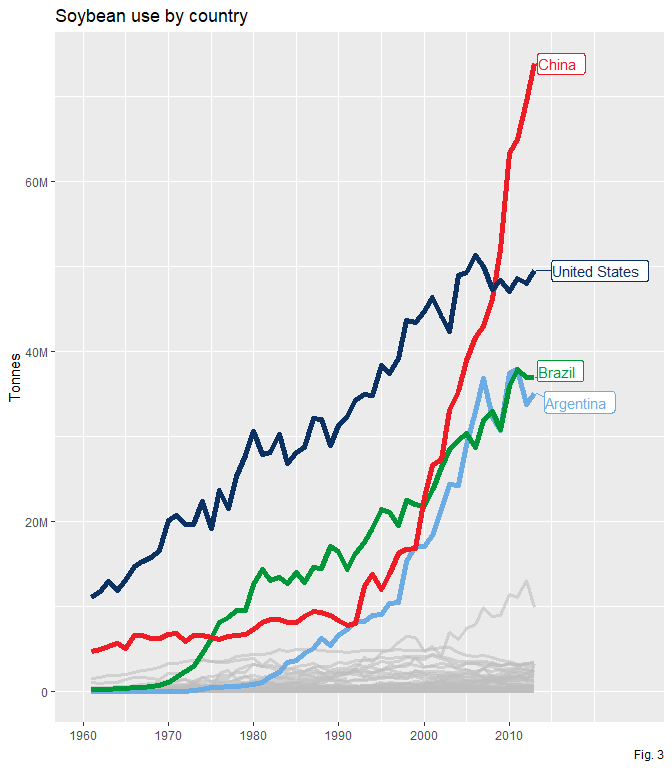 Soybean use by country
China
60M
United States
40M
Tonnes
Brazil
Argentina
20M
0
1960 1970 1980 1990 2000 2010
Fig. 3